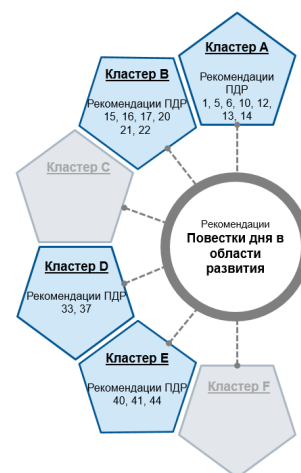 Кластер A
Рекомендации
ПДР
1, 5, 6, 10, 12,
13, 14
Кластер B
Рекомендации ПДР
15, 16, 17, 20
21, 22
Кластер C
Рекомендации
Повестки дня в
области
развития
Кластер D
Рекомендации ПДР
33, 37
Кластер E
Рекомендации ПДР
40, 41, 44
Кластер F